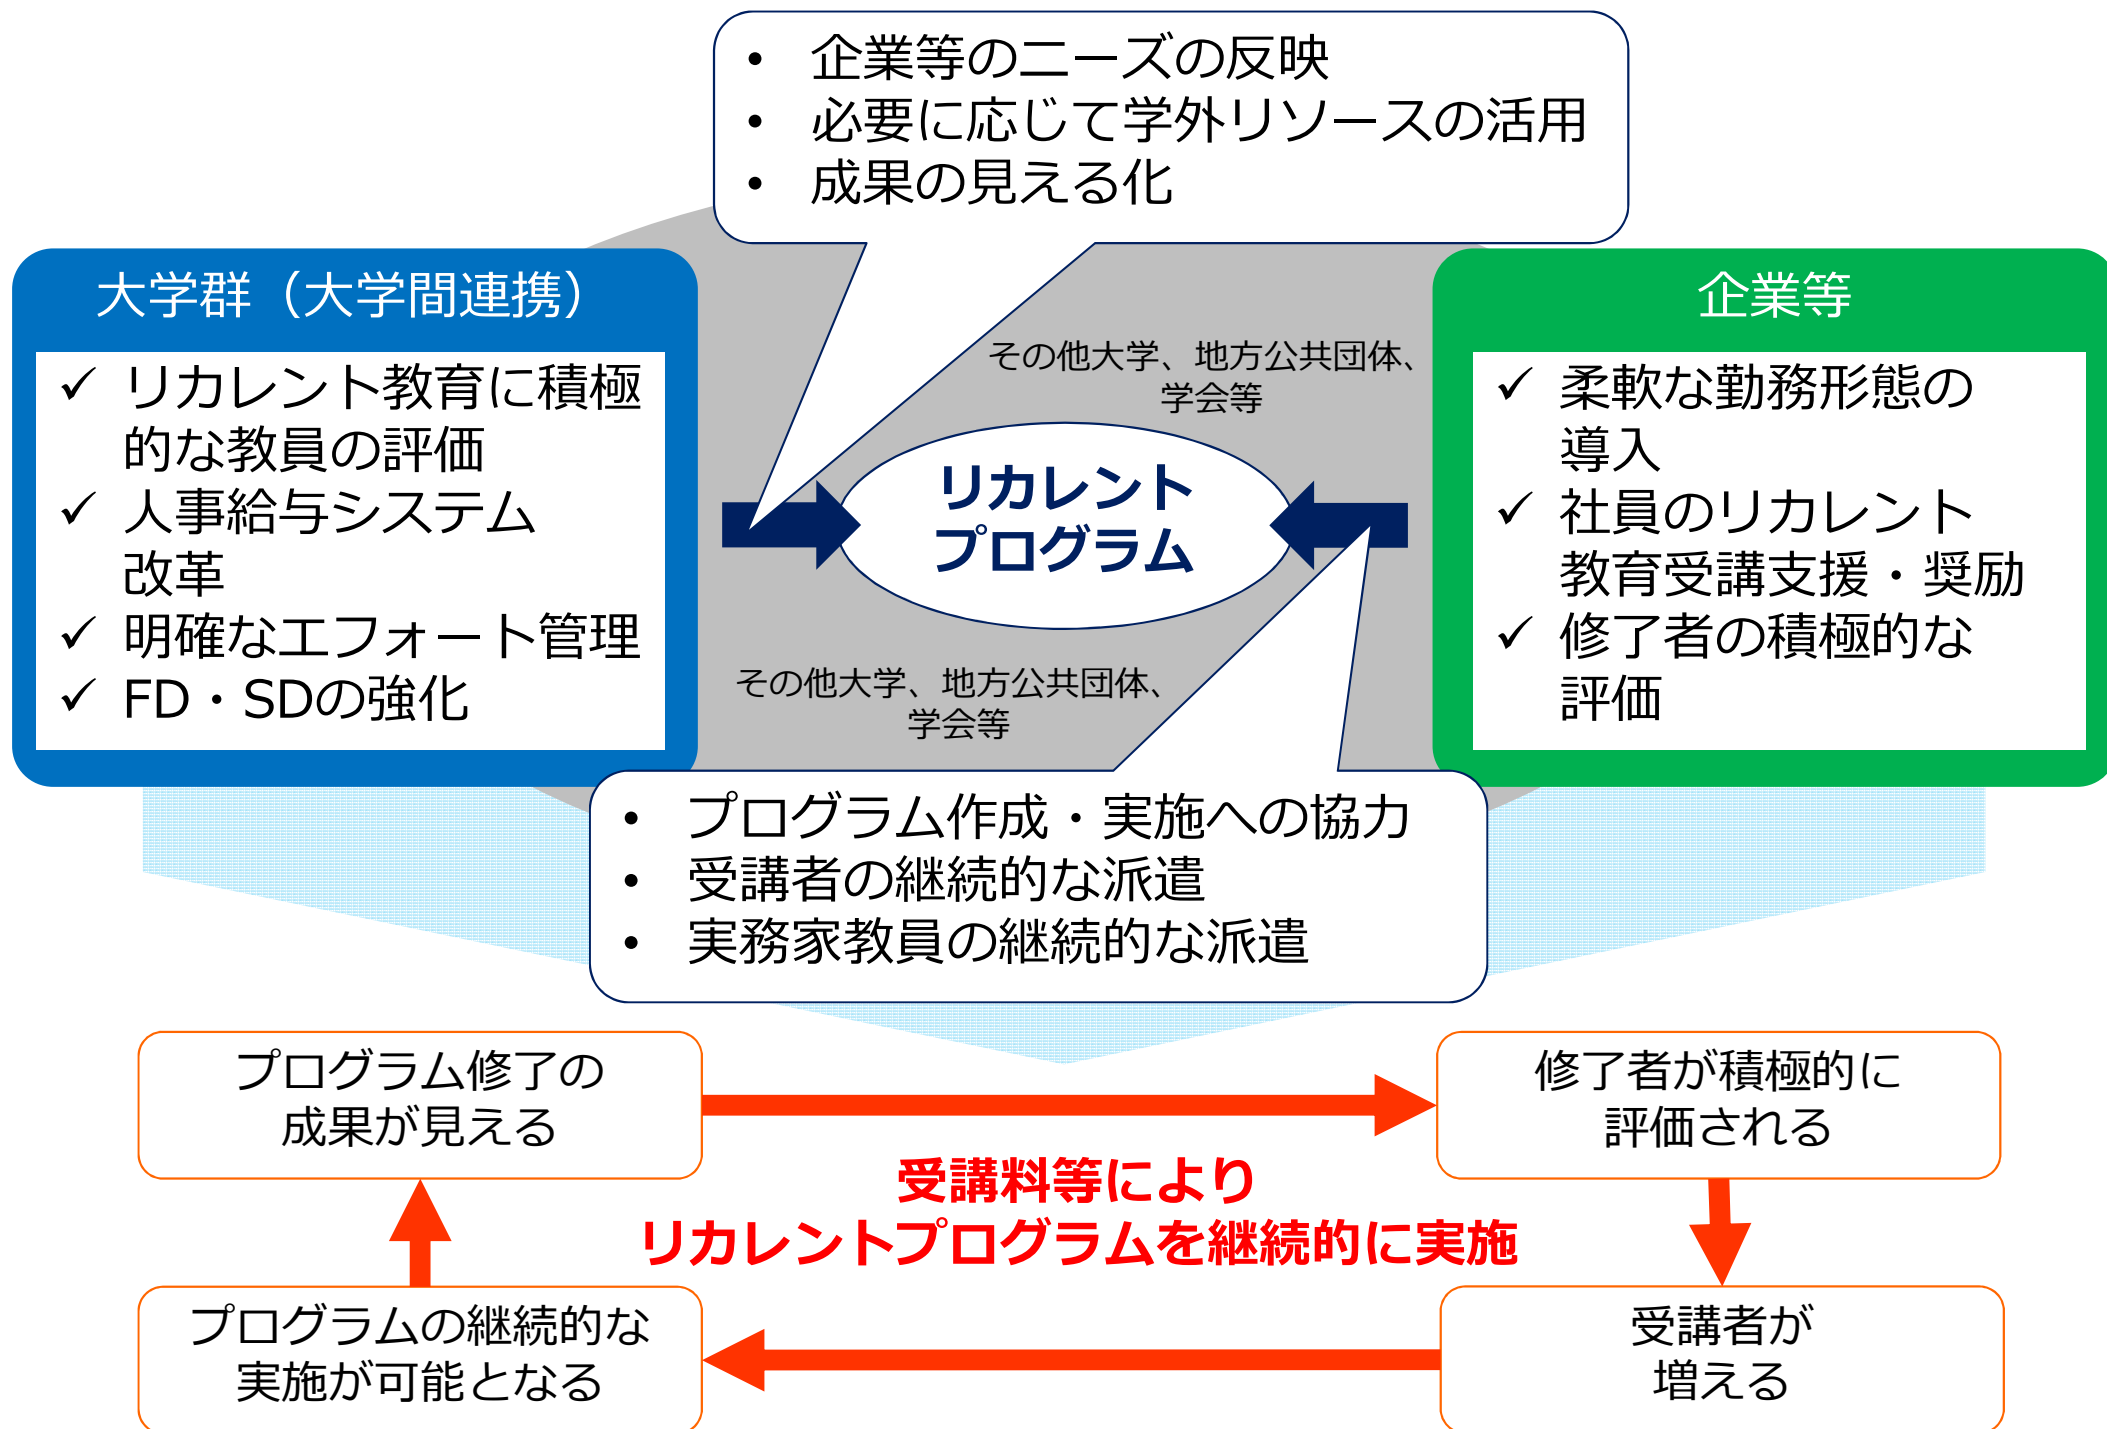 • 企業等のニーズの反映
• 必要に応じて学外リソースの活用
• 成果の見える化
大学群（大学間連携）
✓ リカレント教育に積極
的な教員の評価
✓ 人事給与システム
改革
✓ 明確なエフォート管理
✓ FD・SDの強化
その他大学、地方公共団体、
学会等
リカレント
プログラム
その他大学、地方公共団体、
学会等
企業等
✓ 柔軟な勤務形態の
導入
✓ 社員のリカレント
教育受講支援・奨励
✓ 修了者の積極的な
評価
• プログラム作成・実施への協力
• 受講者の継続的な派遣
• 実務家教員の継続的な派遣
プログラム修了の
成果が見える
修了者が積極的に
評価される
受講料等により
リカレントプログラムを継続的に実施
プログラムの継続的な
実施が可能となる
受講者が
増える